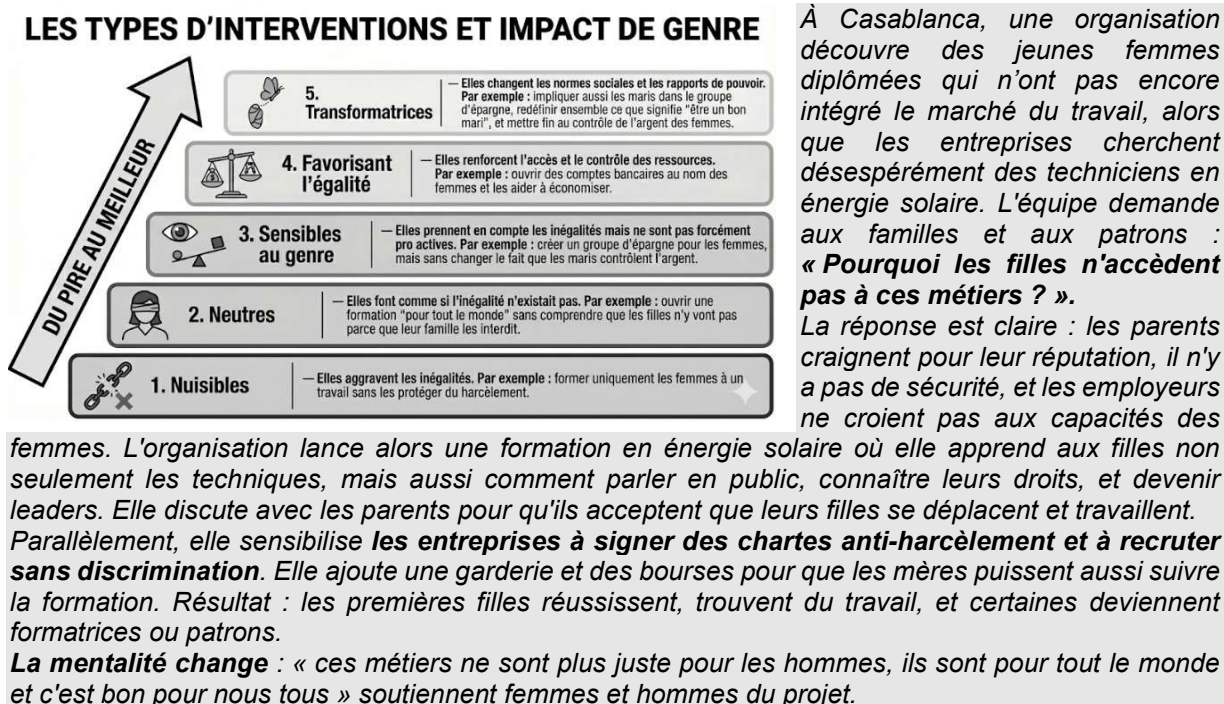 LES TYPES D'INTERVENTIONS ET IMPACT DE GENRE
DU PIRE AU MEILLEUR
5.
Transformatrices
— Elles changent les normes sociales et les rapports de pouvoir.
Par exemple : impliquer aussi les maris dans le groupe
d'épargne, redéfinir ensemble ce que signifie "être un bon
mari", et mettre fin au contrôle de l'argent des femmes.
4. Favorisant
l'égalité
— Elles renforcent l'accès et le contrôle des ressources.
Par exemple : ouvrir des comptes bancaires au nom des
femmes et les aider à économiser.
3. Sensibles
au genre
— Elles prennent en compte les inégalités mais ne sont pas forcément
pro actives. Par exemple : créer un groupe d'épargne pour les femmes,
mais sans changer le fait que les maris contrôlent l'argent.
2. Neutres
— Elles font comme si l'inégalité n'existait pas. Par exemple : ouvrir une
formation "pour tout le monde" sans comprendre que les filles n'y vont pas
parce que leur famille les interdit.
1. Nuisibles
— Elles aggravent les inégalités. Par exemple : former uniquement les femmes à un
travail sans les protéger du harcèlement.
À Casablanca, une organisation
découvre des jeunes femmes
diplômées qui n'ont pas encore
intégré le marché du travail, alors
que les entreprises cherchent
désespérément des techniciens en
énergie solaire. L'équipe demande
aux familles et aux patrons :
« Pourquoi les filles n'accèdent
pas à ces métiers ? ».
La réponse est claire : les parents
craignent pour leur réputation, il n'y
a pas de sécurité, et les employeurs
ne croient pas aux capacités des
femmes. L'organisation lance alors une formation en énergie solaire où elle apprend aux filles non
seulement les techniques, mais aussi comment parler en public, connaître leurs droits, et devenir
leaders. Elle discute avec les parents pour qu'ils acceptent que leurs filles se déplacent et travaillent.
Parallèlement, elle sensibilise les entreprises à signer des chartes anti-harcèlement et à recruter
sans discrimination. Elle ajoute une garderie et des bourses pour que les mères puissent aussi suivre
la formation. Résultat : les premières filles réussissent, trouvent du travail, et certaines deviennent
formatrices ou patrons.
La mentalité change : « ces métiers ne sont plus juste pour les hommes, ils sont pour tout le monde
et c'est bon pour nous tous » soutiennent femmes et hommes du projet.